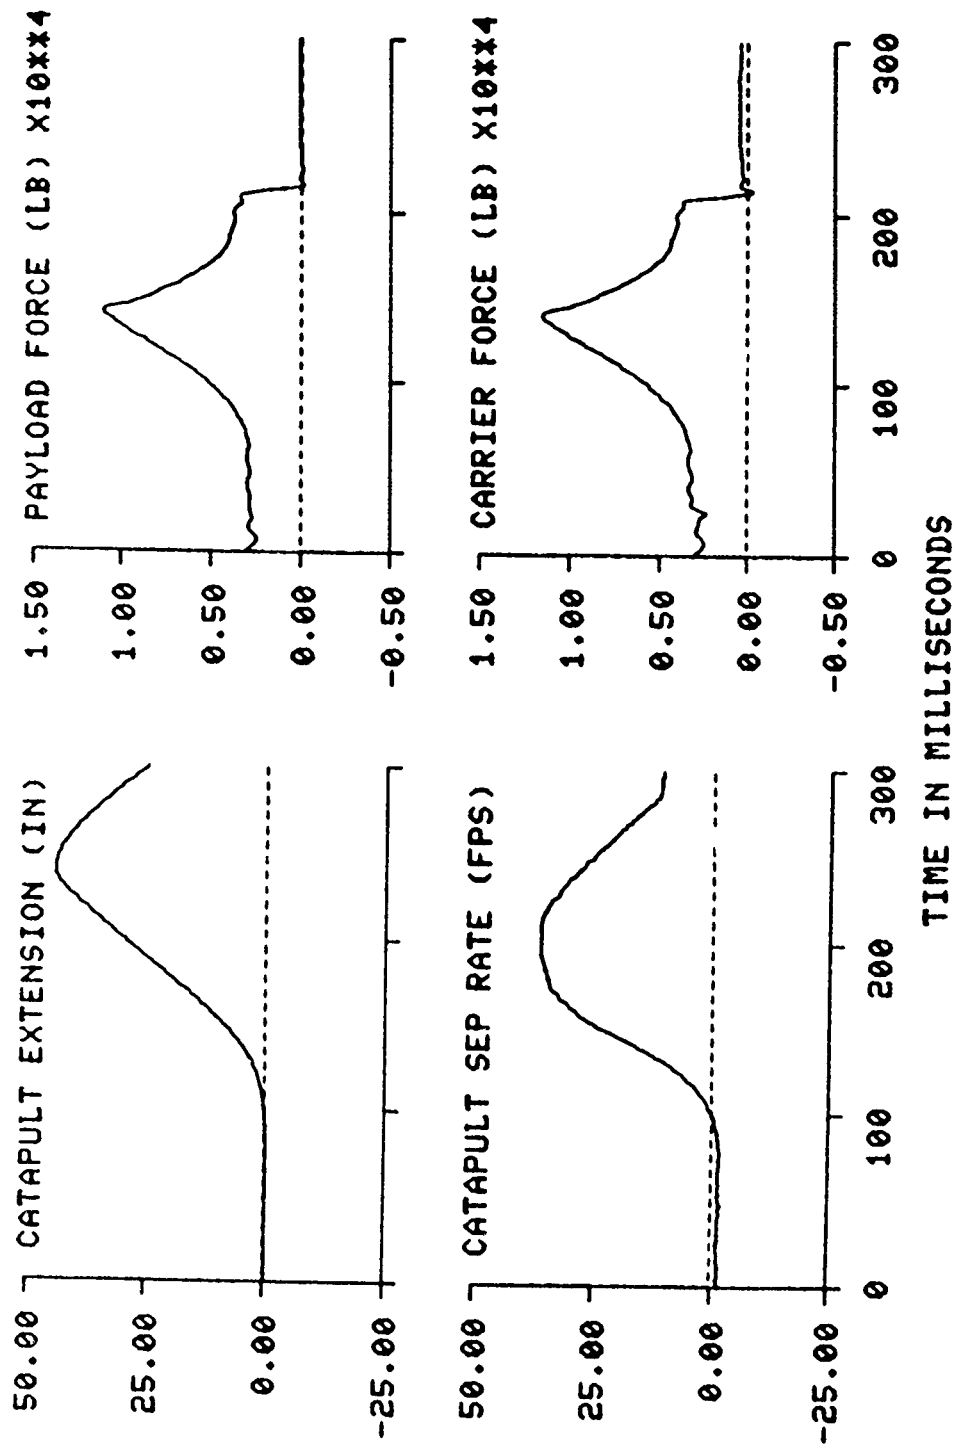 CATAPULT EXTENSION (IN)
50.00
25.00
0.00
-25.00
PAYLOAD FORCE (LB) X10**4
1.50
1.00
0.50
0.00
-0.50
CATAPULT SEP RATE (FPS)
50.00
25.00
0.00
-25.00
0 100 200 300
CARRIER FORCE (LB) X10**4
1.50
1.00
0.50
0.00
-0.50
0 100 200 300
TIME IN MILLISECONDS